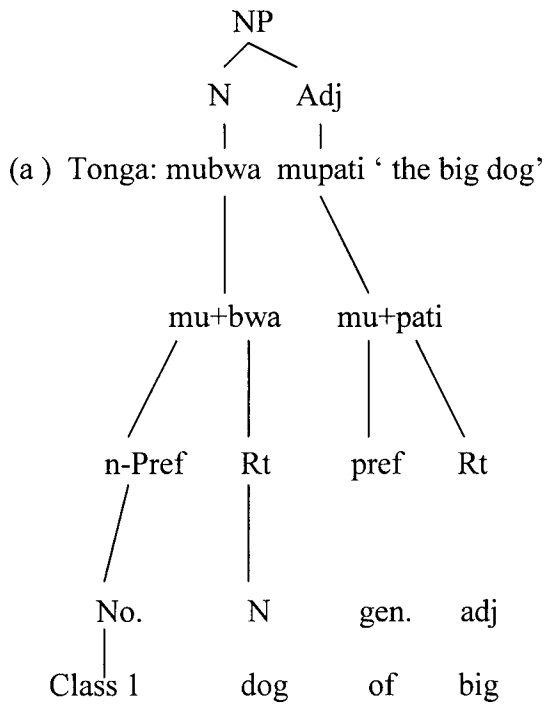 NP
N Adj
(a ) Tonga: mubwa mupati ‘ the big dog’
mu+bwa mu+pati
n-Pref Rt pref Rt
No. N gen. adj
Class 1 dog of big